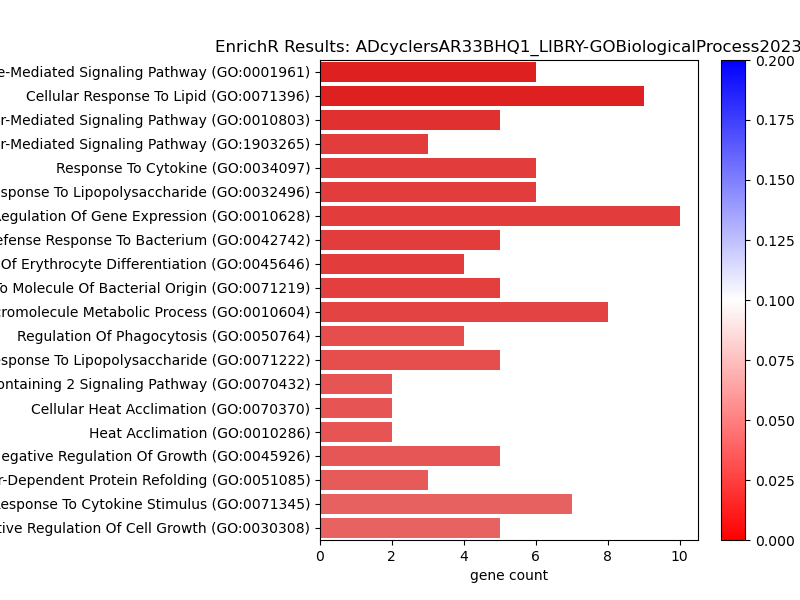 EnrichR Results: ADcyclersAR33BHQ1_LIBRY-GOBiologicalProcess2023
e-Mediated Signaling Pathway (GO:0001961)
Cellular Response To Lipid (GO:0071396)
r-Mediated Signaling Pathway (GO:0010803)
r-Mediated Signaling Pathway (GO:1903265)
Response To Cytokine (GO:0034097)
sponse To Lipopolysaccharide (GO:0032496)
egulation Of Gene Expression (GO:0010628)
efense Response To Bacterium (GO:0042742)
Of Erythrocyte Differentiation (GO:0045646)
To Molecule Of Bacterial Origin (GO:0071219)
cromolecule Metabolic Process (GO:0010604)
Regulation Of Phagocytosis (GO:0050764)
sponse To Lipopolysaccharide (GO:0071222)
ontaining 2 Signaling Pathway (GO:0070432)
Cellular Heat Acclimation (GO:0070370)
Heat Acclimation (GO:0010286)
egative Regulation Of Growth (GO:0045926)
r-Dependent Protein Refolding (GO:0051085)
esponse To Cytokine Stimulus (GO:0071345)
tive Regulation Of Cell Growth (GO:0030308)
0 2 4 6 8 10
gene count
0.200
0.175
0.150
0.125
0.100
0.075
0.050
0.025
0.000